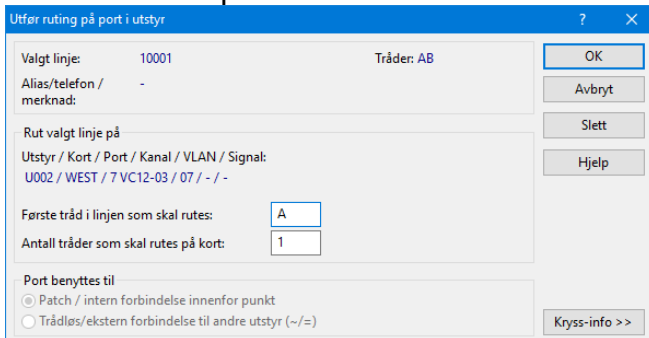 Utfør ruting på port i utstyr ? ×
Valgt linje: 10001 Tråder: AB OK
Alias/telefon / - Avbryt
merknad:
Rut valgt linje på Slett
Utstyr / Kort / Port / Kanal / VLAN / Signal: Hjelp
U002 / WEST / 7 VC12-03 / 07 / - / -
Første tråd i linjen som skal rutes: A
Antall tråder som skal rutes på kort: 1
Port benyttes til
Patch / intern forbindelse innenfor punkt
Trådløs/ekstern forbindelse til andre utstyr (~/=) Kryss-info >>